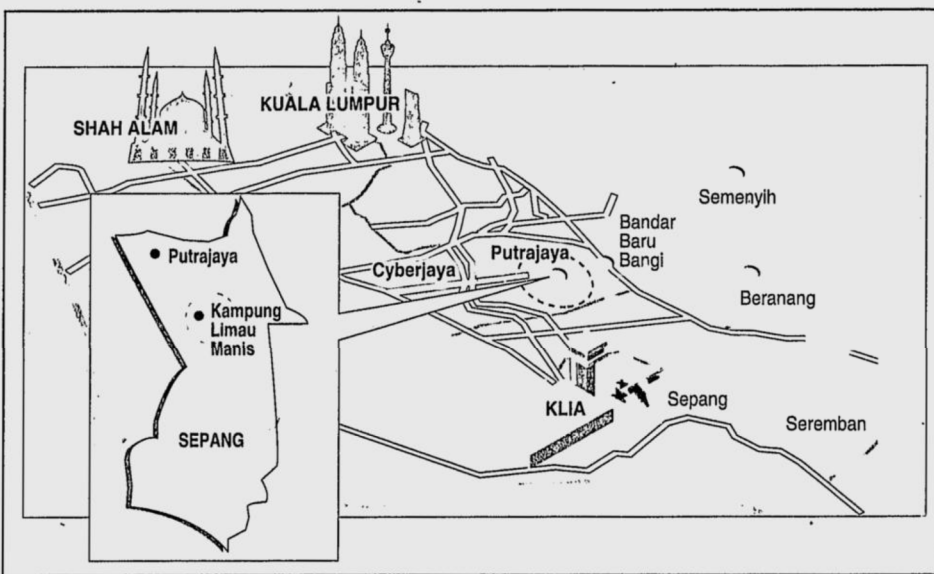 KUALA LUMPUR
SHAH ALAM
Semenyih
Bandar
Baru
Bangi
Putrajaya
Cyberjaya
Beranang
KLIA
Sepang
Seremban
Putrajaya
Kampung
Limau
Manis
SEPANG